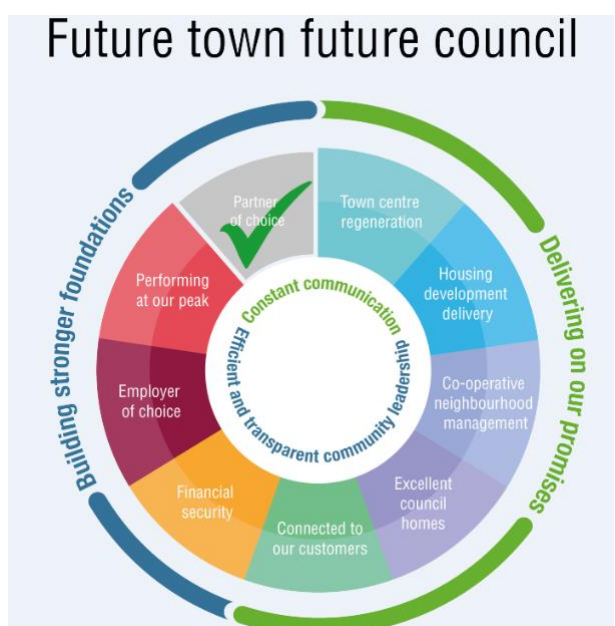 Future town future council
Partner
of choice
Town centre
regeneration
Housing
development
delivery
Co-operative
neighbourhood
management
Excellent
council
homes
Connected to
our customers
Financial
security
Employer
of choice
Performing
at our peak
Constant communication
Efficient and transparent community leadership
Building stronger foundations
Delivering on our promises